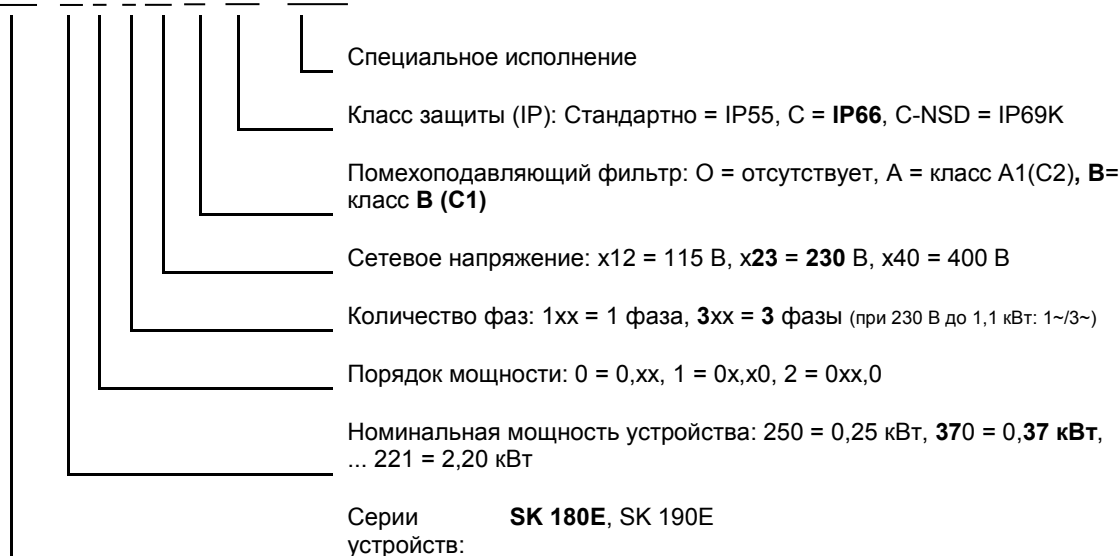 Специальное исполнение
Класс защиты (IP): Стандартно = IP55, C = IP66, C-NSD = IP69K
Помехоподавляющий фильтр: O = отсутствует, A = класс A1(C2), B=
класс B (C1)
Сетевое напряжение: x12 = 115 В, x23 = 230 В, x40 = 400 В
Количество фаз: 1xx = 1 фаза, 3xx = 3 фазы (при 230 В до 1,1 кВт: 1~/3~)
Порядок мощности: 0 = 0,xx, 1 = 0x,x0, 2 = 0xx,0
Номинальная мощность устройства: 250 = 0,25 кВт, 370 = 0,37 кВт,
... 221 = 2,20 кВт
Серии SK 180E, SK 190E
устройств: